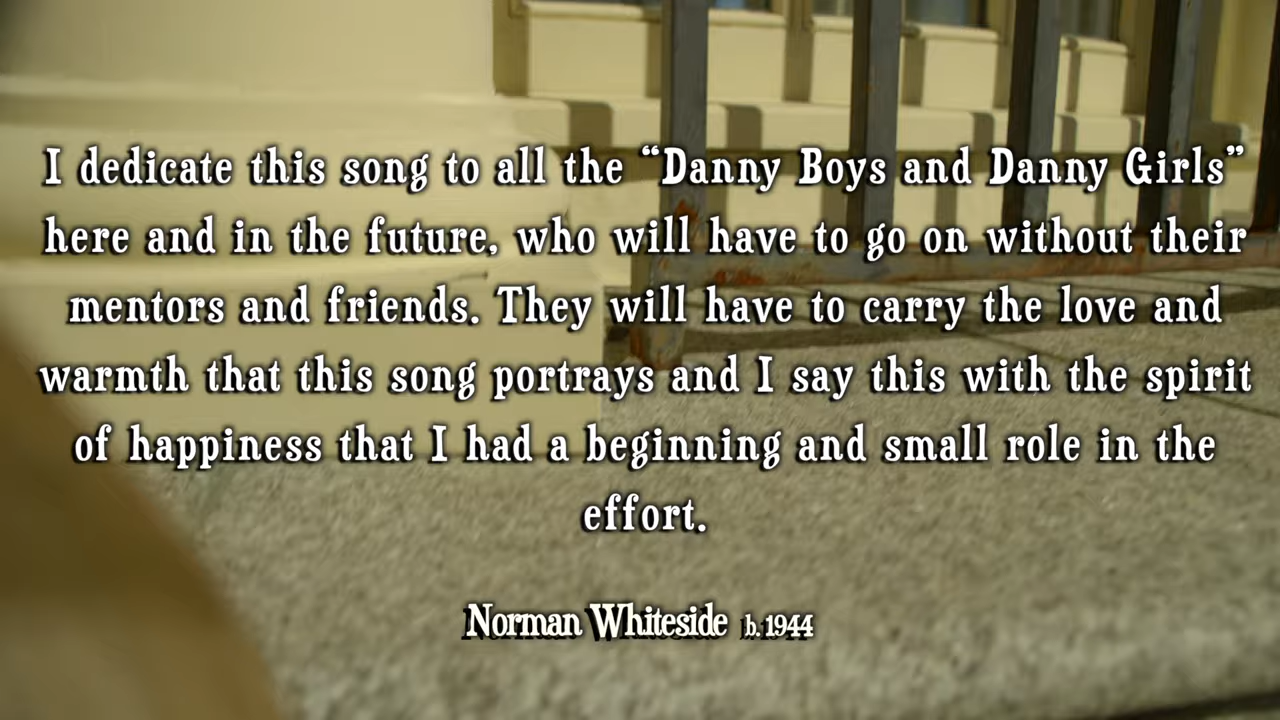 I dedicate this song to all the “Danny Boys and Danny Girls”
here and in the future, who will have to go on without their
mentors and friends. They will have to carry the love and
warmth that this song portrays and I say this with the spirit
of happiness that I had a beginning and small role in the
effort.
Norman Whiteside b. 1944